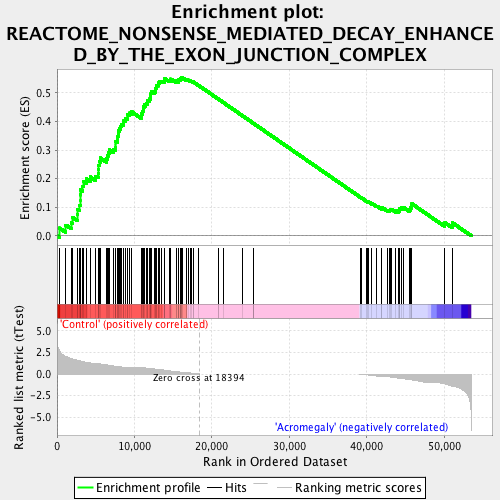 Enrichment plot:
REACTOME_NONSENSE_MEDIATED_DECAY_ENHANCE
D_BY_THE_EXON_JUNCTION_COMPLEX
Enrichment score (ES)
0.5
0.4
0.3
0.2
0.1
0.0
Ranked list metric (tTest)
5.0
2.5
0.0
-2.5
-5.0
'Control' (positively correlated)
Zero cross at 18394
'Acromegaly' (negatively correlated)
0
10,000
20,000
30,000
40,000
50,000
Rank in Ordered Dataset
Enrichment profile
Hits
Ranking metric scores